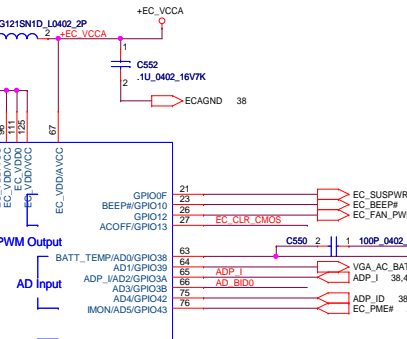 +EC_VCCA
G121SN1D_L0402_2P
2 +EC_VCCA
1
C552
.1U_0402_16V7K
2
ECAGND 38
96
111
125
67
EC_VDD/VCC
EC_VDD0
EC_VDD/VCC
EC_VDD/AVCC
GPIO0F 21 EC_SUSPWR
BEEP#/GPIO10 23 EC_BEEP#
GPIO12 26 EC_FAN_PW
ACOFF/GPIO13 27 EC_CLR_CMOS
PWM Output
C550 2 1 100P_0402_
BATT_TEMP/AD0/GPIO38 63
AD1/GPIO39 64 VGA_AC_BAT
ADP_I/AD2/GPIO3A 65 ADP_I ADP_I 38,4
AD Input
AD3/GPIO3B 66 AD_BID0
AD4/GPIO42 75 ADP_ID 38
IMON/AD5/GPIO43 76 EC_PME#